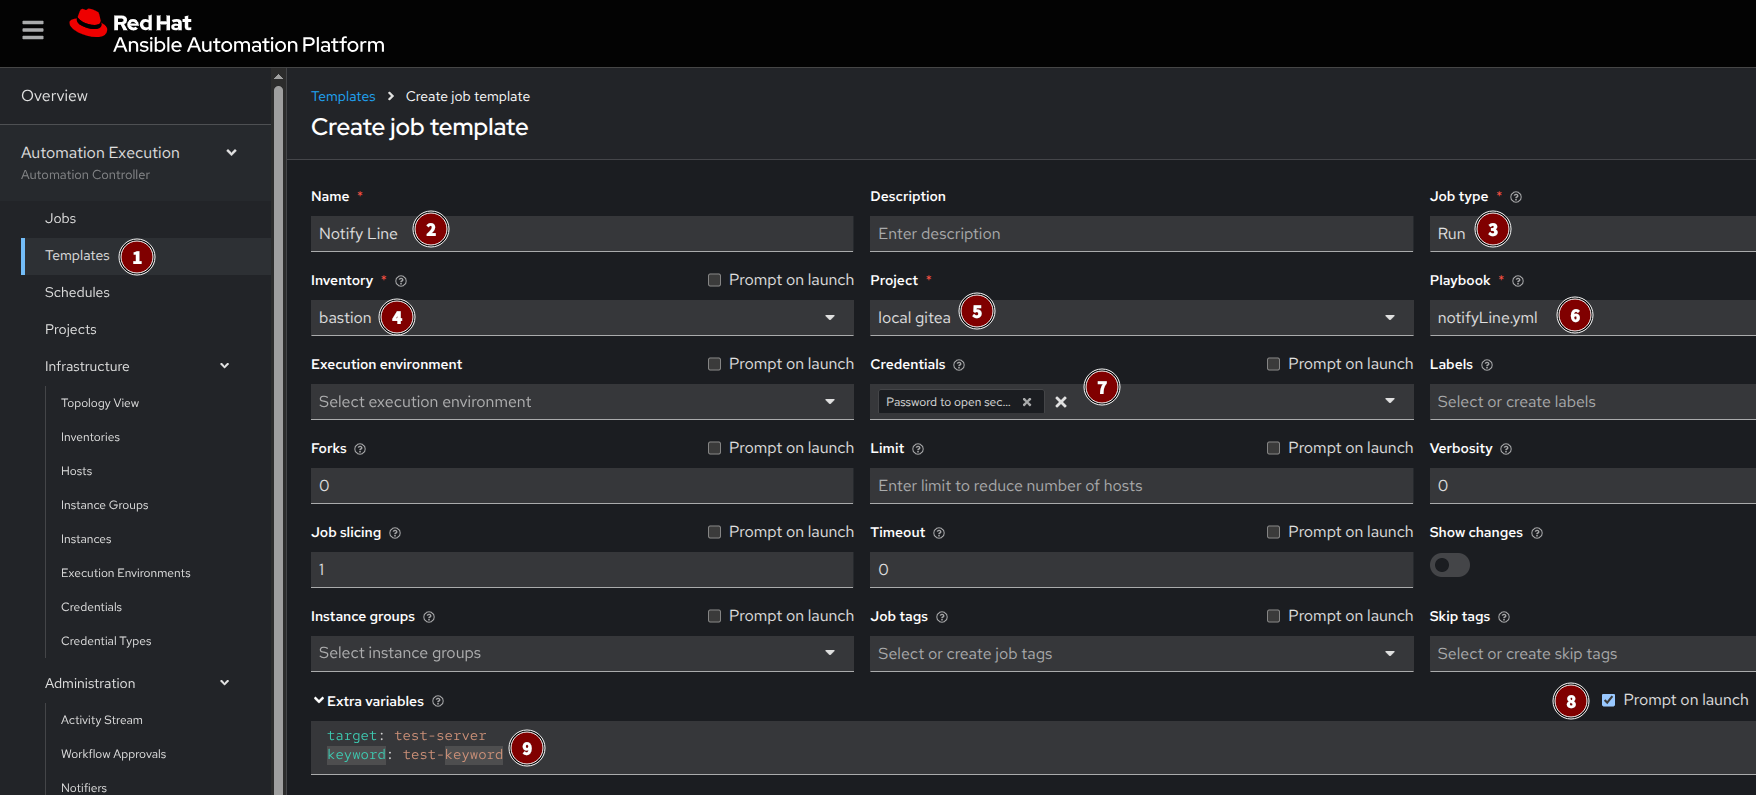 Red Hat
Ansible Automation Platform
Overview
Automation Execution
Automation Controller
Jobs
Templates 1
Schedules
Projects
Infrastructure
Topology View
Inventories
Hosts
Instance Groups
Instances
Execution Environments
Credentials
Credential Types
Administration
Activity Stream
Workflow Approvals
Notifiers
Templates > Create job template
Create job template
Name * Description Job type *
Notify Line 2 Enter description Run 3
Inventory * Prompt on launch Project * Playbook *
bastion 4 local gitea 5 notifyLine.yml 6
Execution environment Prompt on launch Credentials Prompt on launch Labels
Select execution environment Password to open sec... 7 Select or create labels
Forks Prompt on launch Limit Prompt on launch Verbosity
0 Enter limit to reduce number of hosts 0
Job slicing Prompt on launch Timeout Prompt on launch Show changes
1 0
Instance groups Prompt on launch Job tags Prompt on launch Skip tags
Select instance groups Select or create job tags Select or create skip tags
Extra variables 8 Prompt on launch
target: test-server
keyword: test-keyword 9